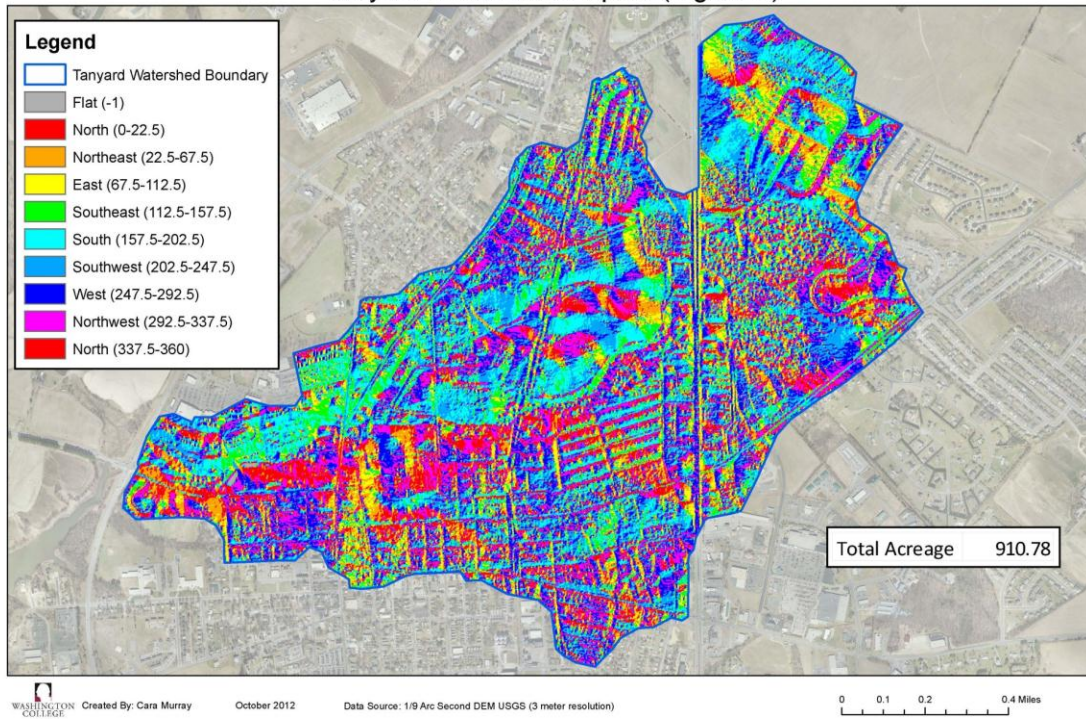 Legend
Tanyard Watershed Boundary
Flat (-1)
North (0-22.5)
Northeast (22.5-67.5)
East (67.5-112.5)
Southeast (112.5-157.5)
South (157.5-202.5)
Southwest (202.5-247.5)
West (247.5-292.5)
Northwest (292.5-337.5)
North (337.5-360)
Total Acreage 910.78
WASHINGTON
COLLEGE
Created By: Cara Murray October 2012 Data Source: 1/9 Arc Second DEM USGS (3 meter resolution)
0 0.1 0.2 0.4 Miles